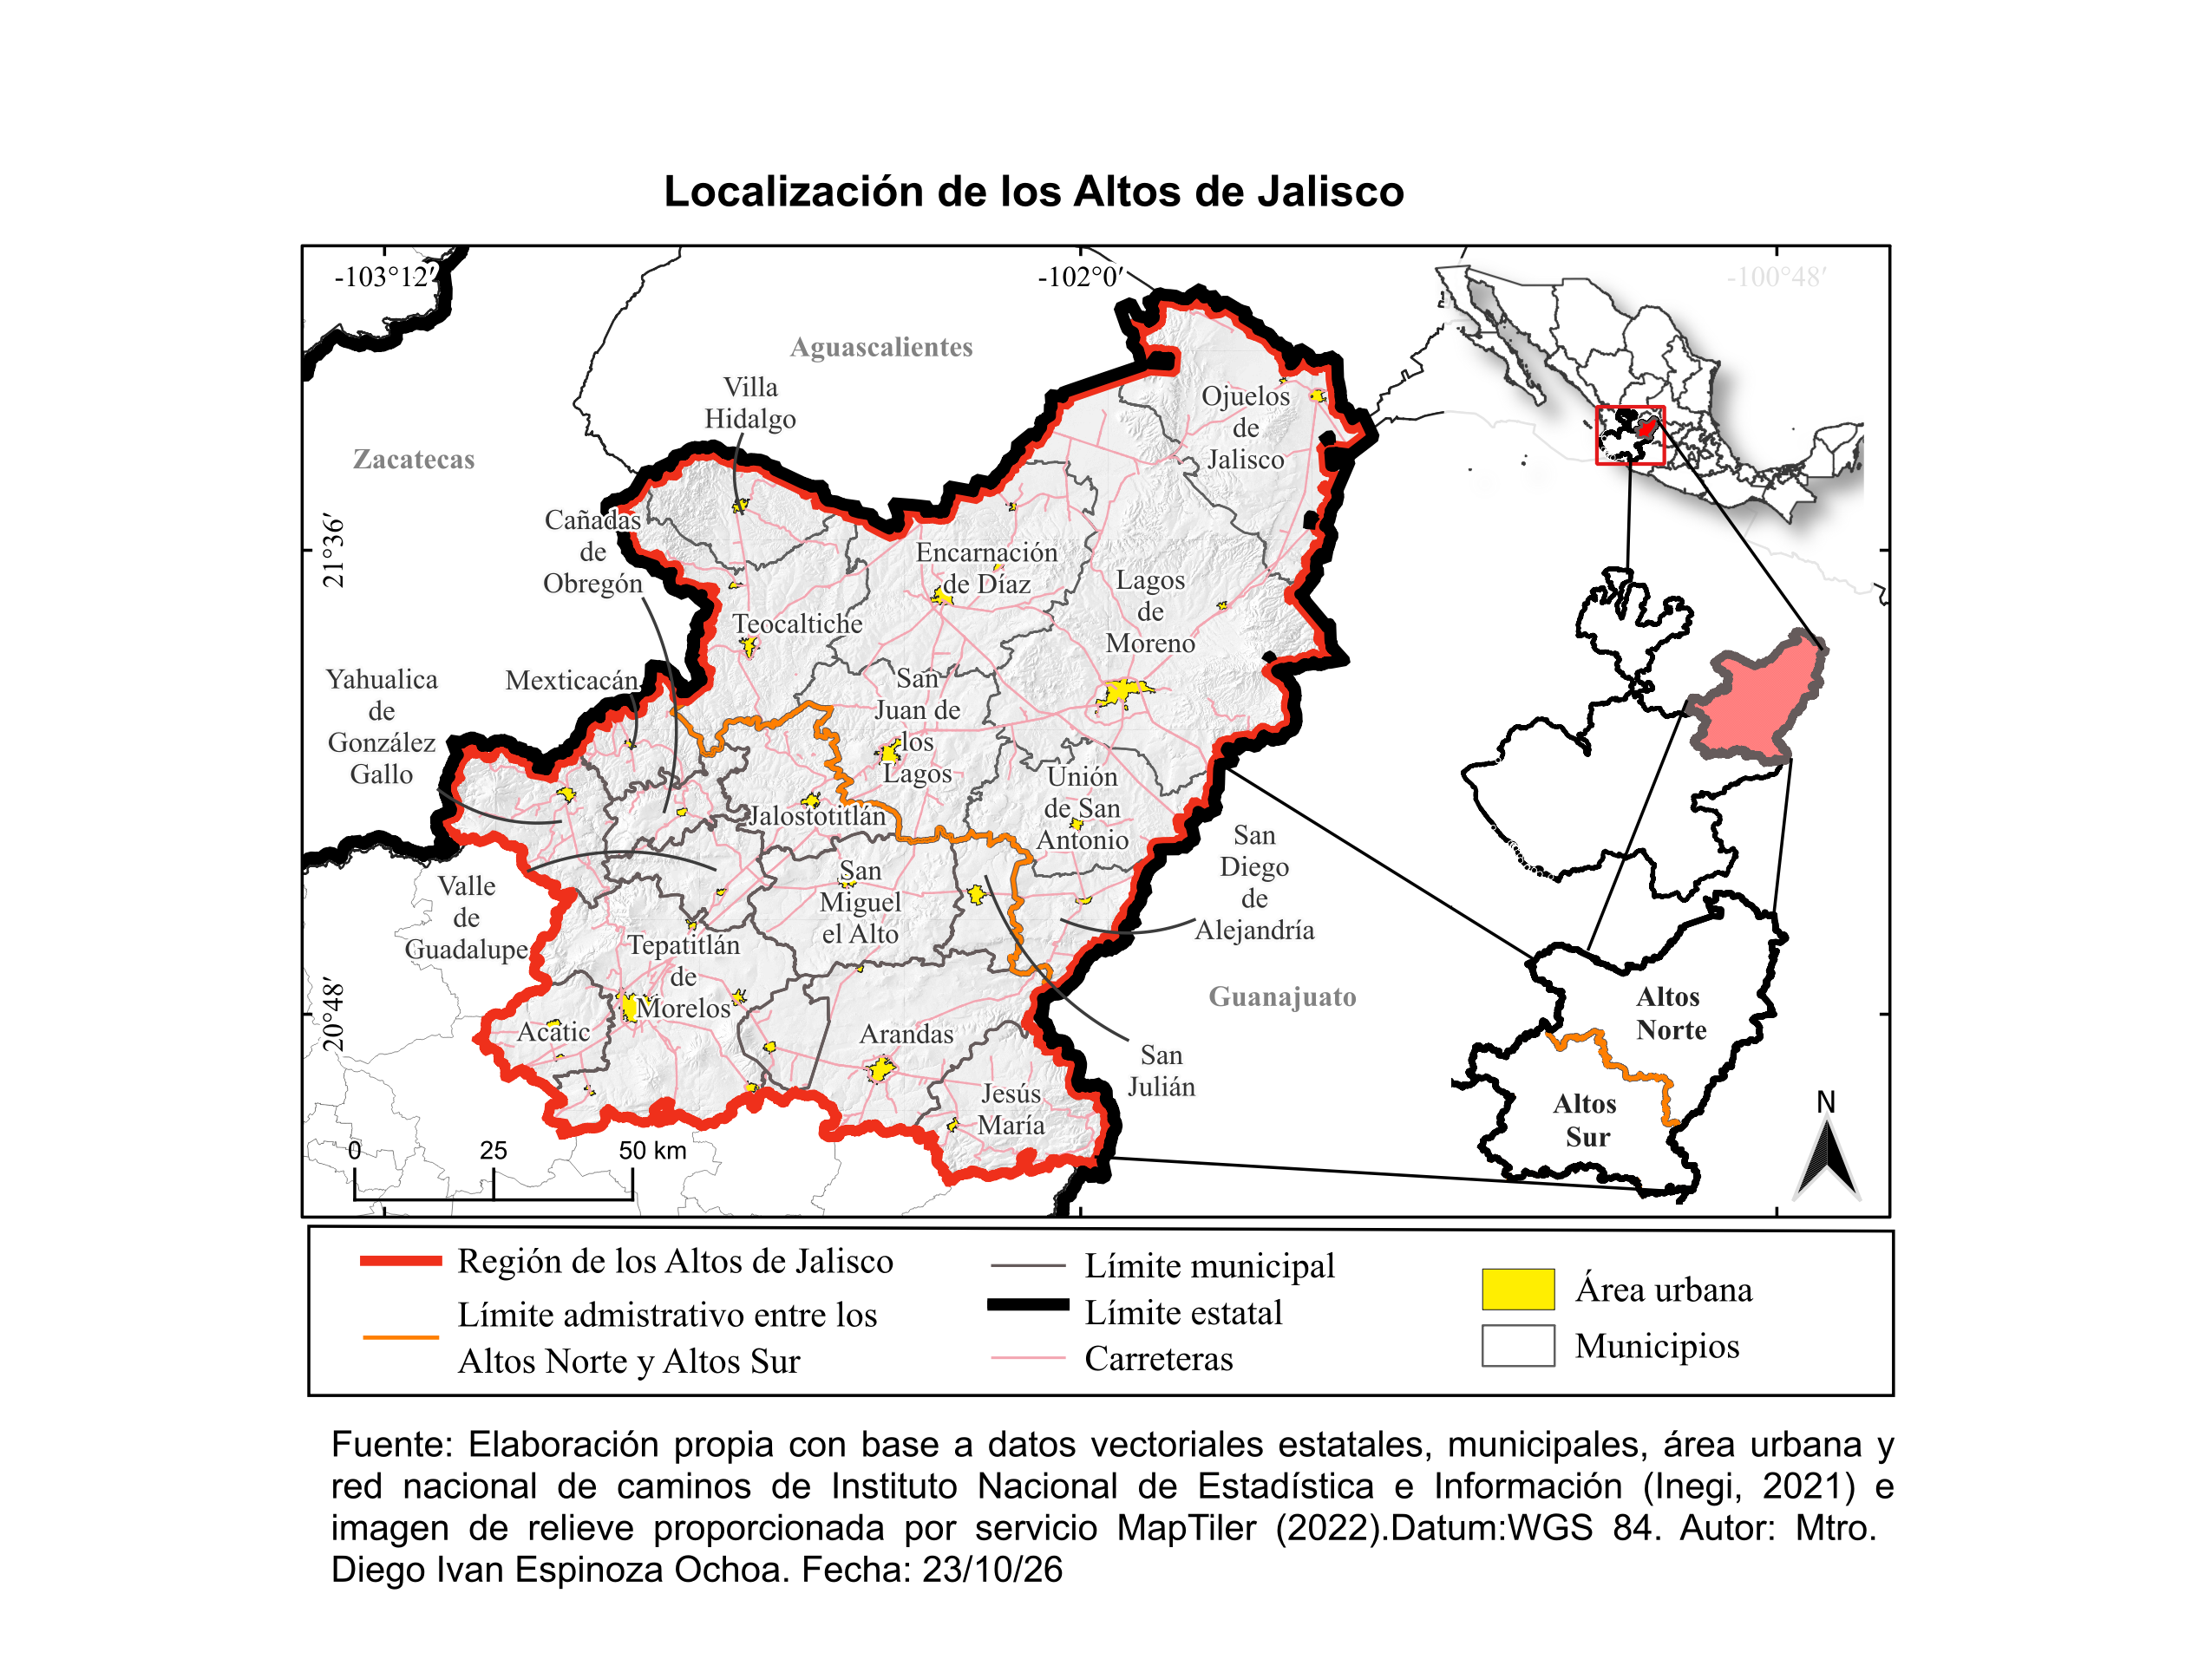 Localización de los Altos de Jalisco
-103°12′
-102°0′
-100°48′
Aguascalientes
Villa
Hidalgo
Ojuelos
de
Jalisco
Zacatecas
Cañadas
de
Obregón
21°36′
Encarnación
de Díaz
Lagos
de
Moreno
Teocaltiche
Yahualica
de
González
Gallo
Mexticacán
San
Juan de
los
Lagos
Unión
de San
Antonio
Jalostotitlán
San
Diego
de
Alejandría
Valle
de
Guadalupe
San
Miguel
el Alto
Tepatitlán
de
Morelos
Guanajuato
Altos
Norte
20°48′
Acatic
Arandas
San
Julián
Jesús
María
Altos
Sur
N
0
25
50 km
Región de los Altos de Jalisco
Límite admistrativo entre los
Altos Norte y Altos Sur
Límite municipal
Límite estatal
Carreteras
Área urbana
Municipios
Fuente: Elaboración propia con base a datos vectoriales estatales, municipales, área urbana y
red nacional de caminos de Instituto Nacional de Estadística e Información (Inegi, 2021) e
imagen de relieve proporcionada por servicio MapTiler (2022).Datum:WGS 84. Autor: Mtro.
Diego Ivan Espinoza Ochoa. Fecha: 23/10/26